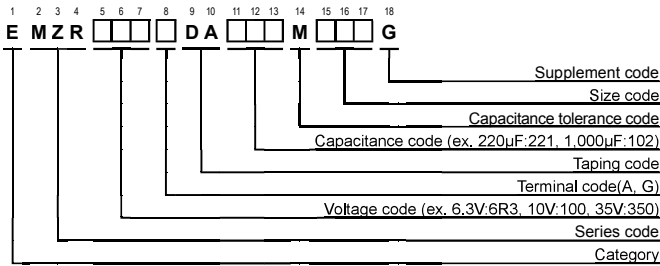 1 2 3 4 5 6 7 8 9 10 11 12 13 14 15 16 17 18
E M Z R D A M G
Supplement code
Size code
Capacitance tolerance code
Capacitance code (ex. 220µF:221, 1,000µF:102)
Taping code
Terminal code(A, G)
Voltage code (ex. 6.3V:6R3, 10V:100, 35V:350)
Series code
Category